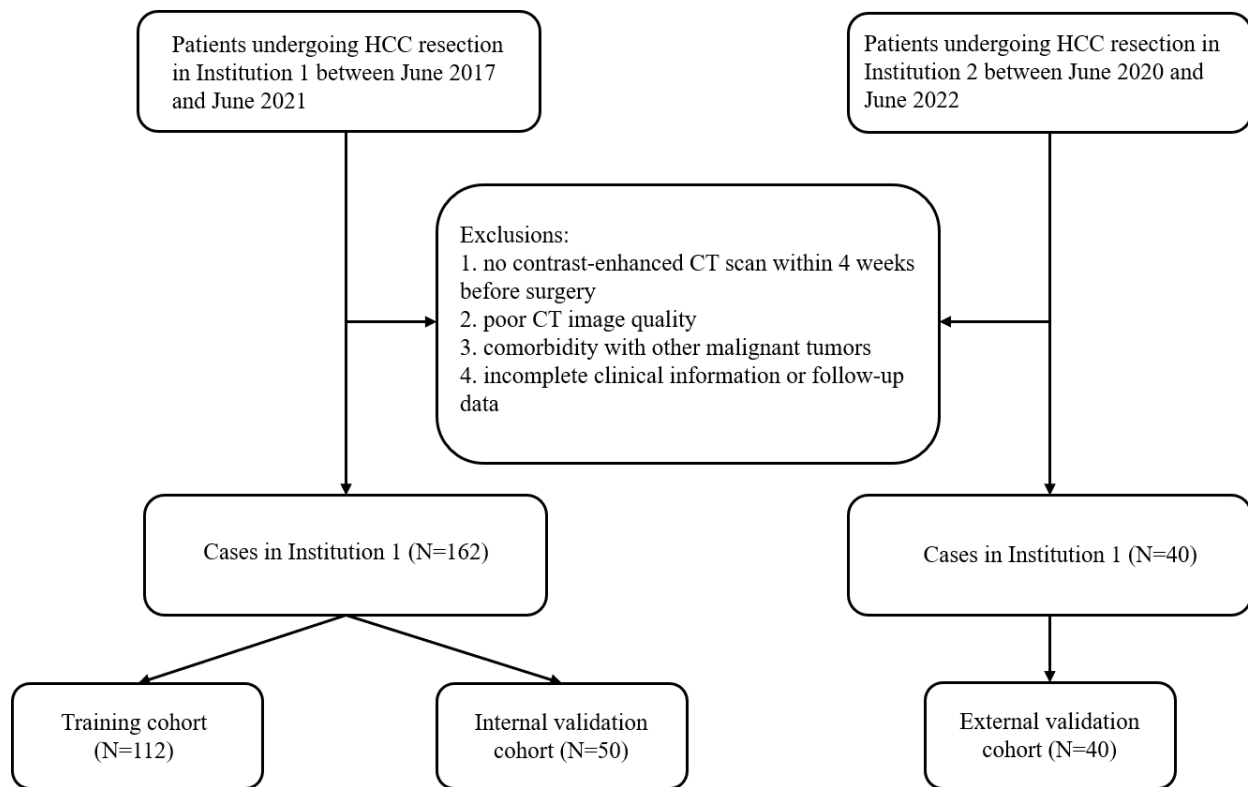 Patients undergoing HCC resection
in Institution 1 between June 2017
and June 2021
Patients undergoing HCC resection in
Institution 2 between June 2020 and
June 2022
Exclusions:
1. no contrast-enhanced CT scan within 4 weeks
before surgery
2. poor CT image quality
3. comorbidity with other malignant tumors
4. incomplete clinical information or follow-up
data
Cases in Institution 1 (N=162)
Cases in Institution 1 (N=40)
Training cohort
(N=112)
Internal validation
cohort (N=50)
External validation
cohort (N=40)